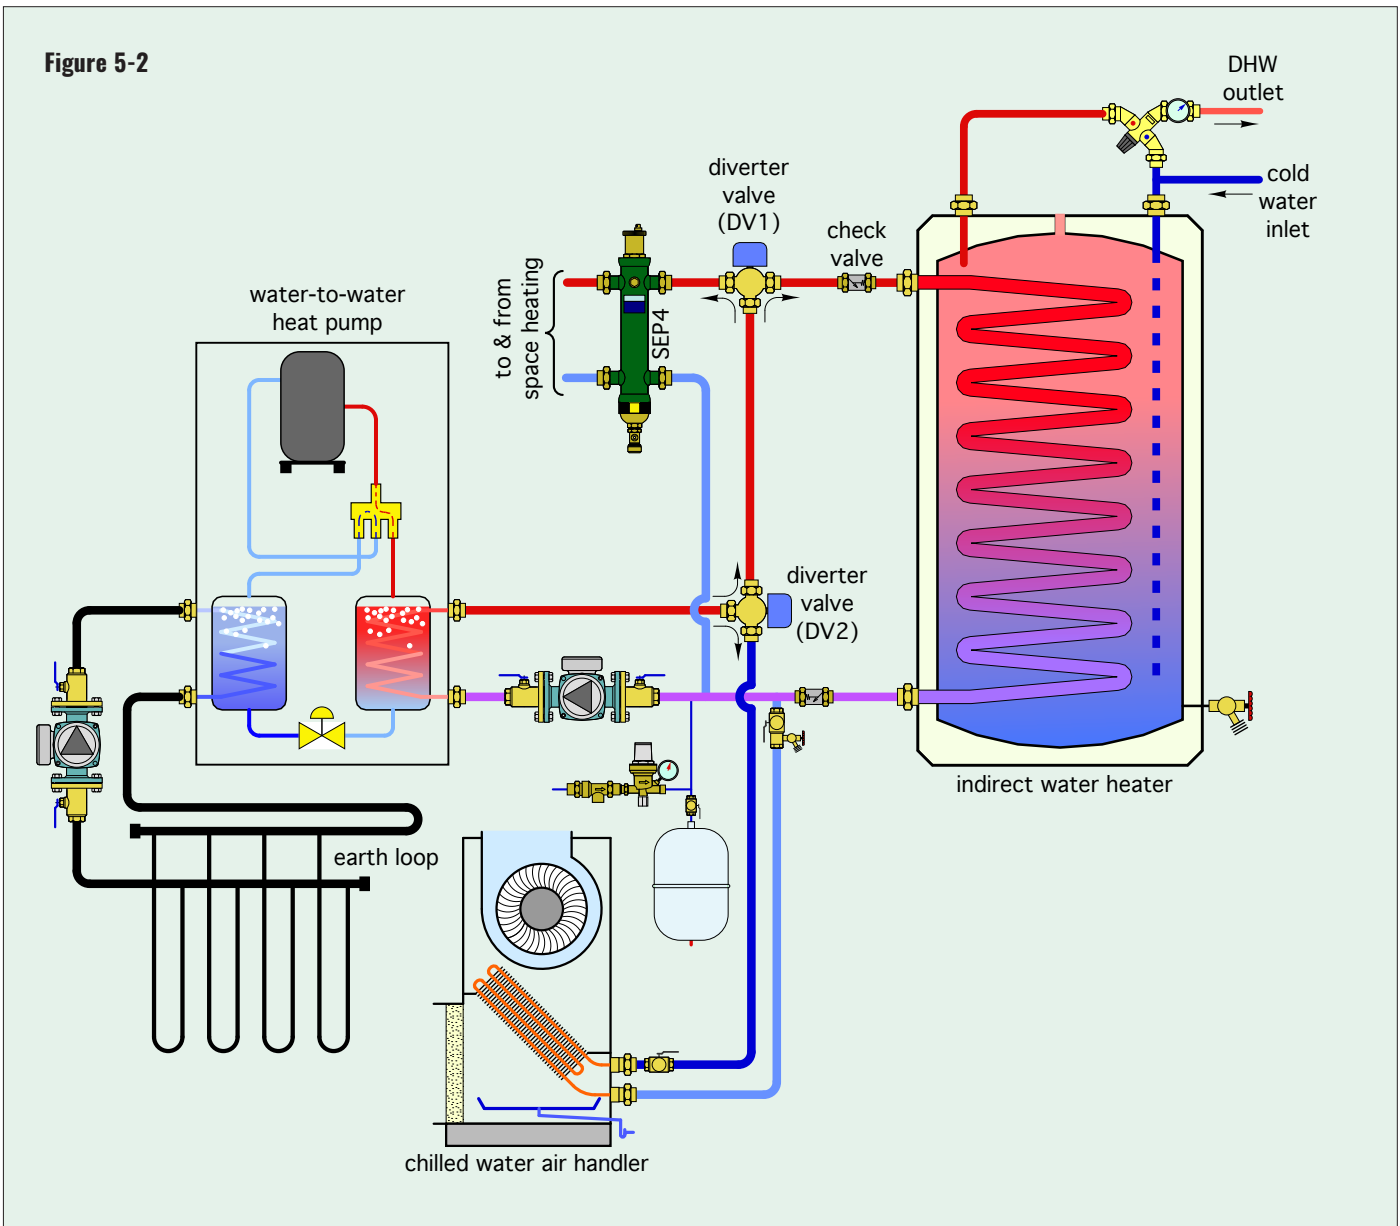 Figure 5-2
DHW
outlet
diverter
valve
(DV1)
cold
water
inlet
check
valve
to & from
space heating
SEP4
water-to-water
heat pump
diverter
valve
(DV2)
indirect water heater
earth loop
chilled water air handler